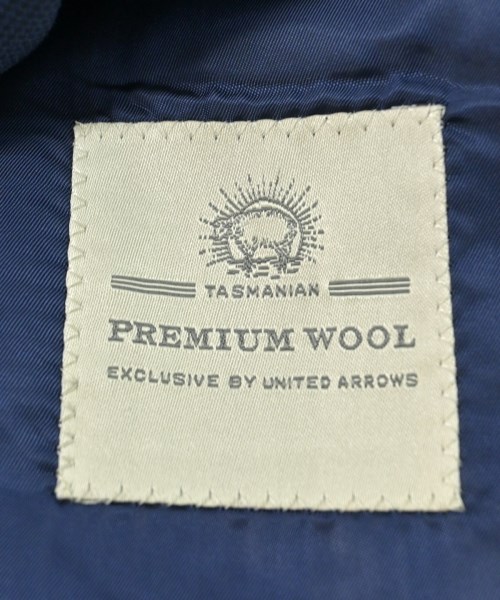 TASMANIAN
PREMIUM WOOL
EXCLUSIVE BY UNITED ARROWS